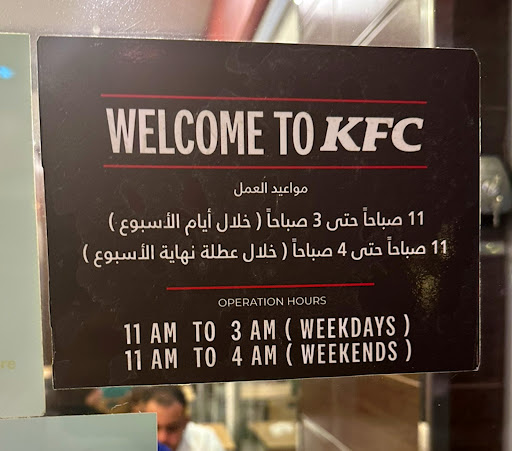 WELCOME TO KFC
مواعيد العمل
11 صباحاً حتى 3 صباحاً ( خلال أيام الأسبوع )
11 صباحاً حتى 4 صباحاً ( خلال عطلة نهاية الأسبوع )
OPERATION HOURS
11 AM TO 3 AM ( WEEKDAYS )
11 AM TO 4 AM ( WEEKENDS )
re